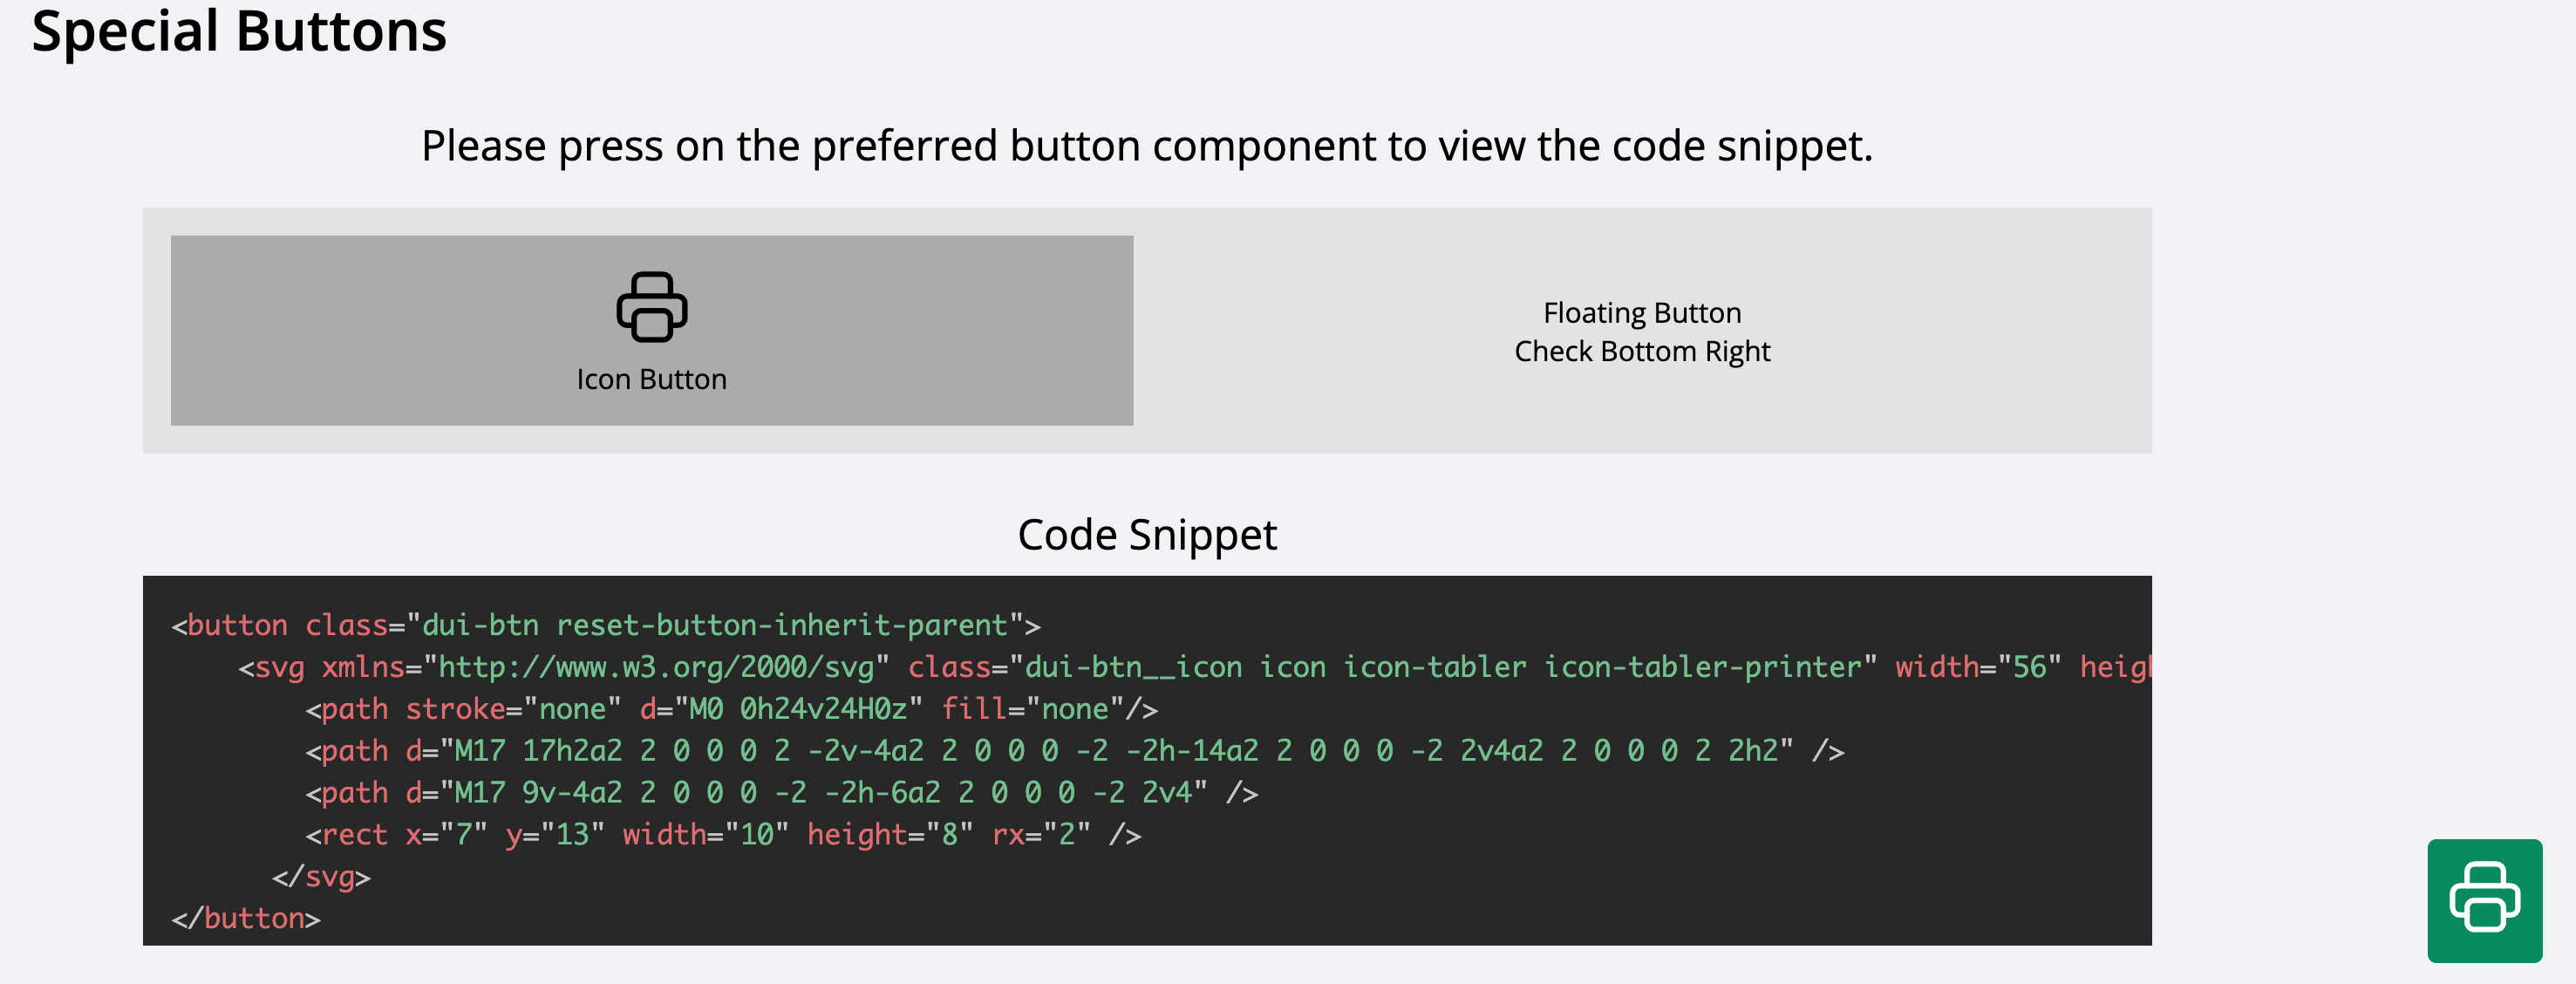 Special Buttons
Please press on the preferred button component to view the code snippet.
Icon Button
Floating Button
Check Bottom Right
Code Snippet
<button class="dui-btn reset-button-inherit-parent">
    <svg xmlns="http://www.w3.org/2000/svg" class="dui-btn__icon icon icon-tabler icon-tabler-printer" width="56" heig
        <path stroke="none" d="M0 0h24v24H0z" fill="none"/>
        <path d="M17 17h2a2 2 0 0 0 2 -2v-4a2 2 0 0 0 -2 -2h-14a2 2 0 0 0 -2 2v4a2 2 0 0 0 2 2h2" />
        <path d="M17 9v-4a2 2 0 0 0 -2 -2h-6a2 2 0 0 0 -2 2v4" />
        <rect x="7" y="13" width="10" height="8" rx="2" />
      </svg>
</button>